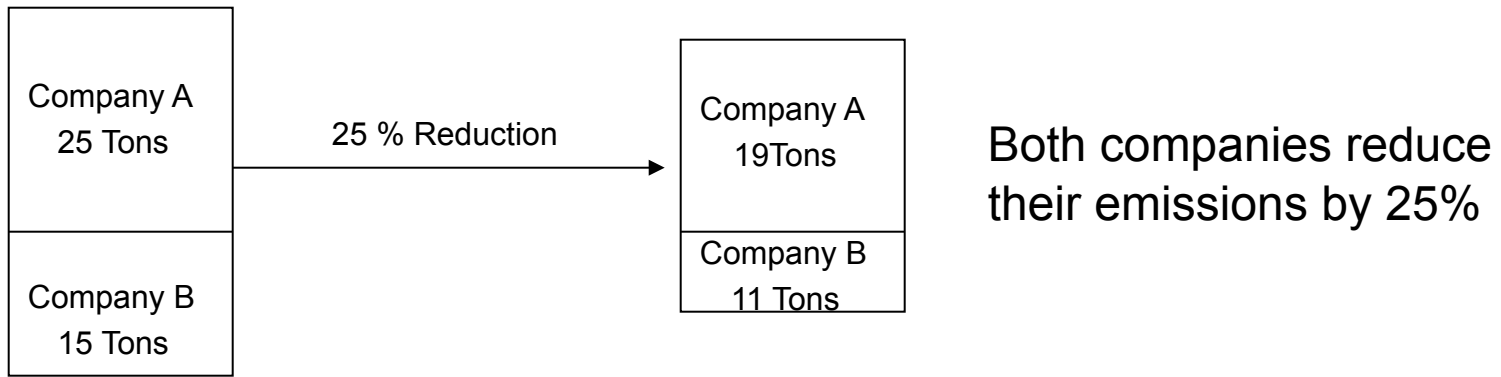 Company A
25 Tons
Company B
15 Tons
25 % Reduction
Company A
19Tons
Company B
11 Tons
Both companies reduce
their emissions by 25%